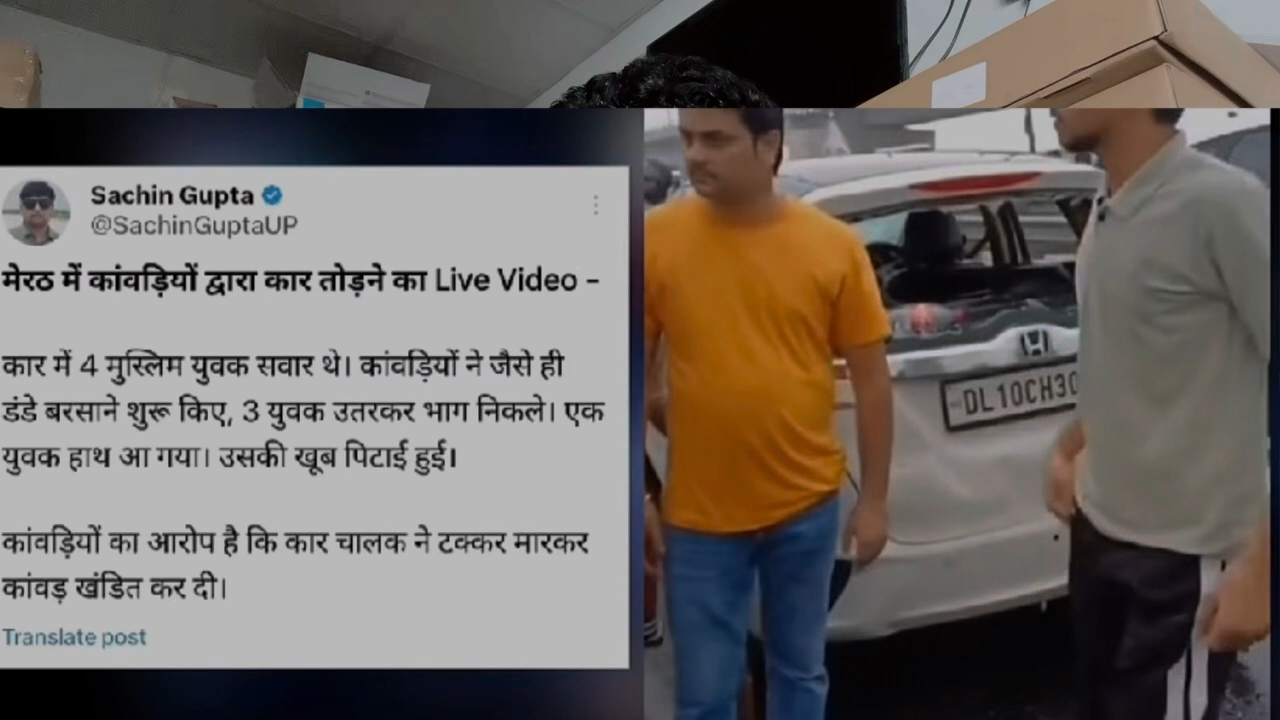 Sachin Gupta
@SachinGuptaUP
मेरठ में कांवड़ियों द्वारा कार तोड़ने का Live Video -
कार में 4 मुस्लिम युवक सवार थे। कांवड़ियों ने जैसे ही
डंडे बरसाने शुरू किए, 3 युवक उतरकर भाग निकले। एक
युवक हाथ आ गया। उसकी खूब पिटाई हुई।
कांवड़ियों का आरोप है कि कार चालक ने टक्कर मारकर
कांवड़ खंडित कर दी।
Translate post
DL10CH30